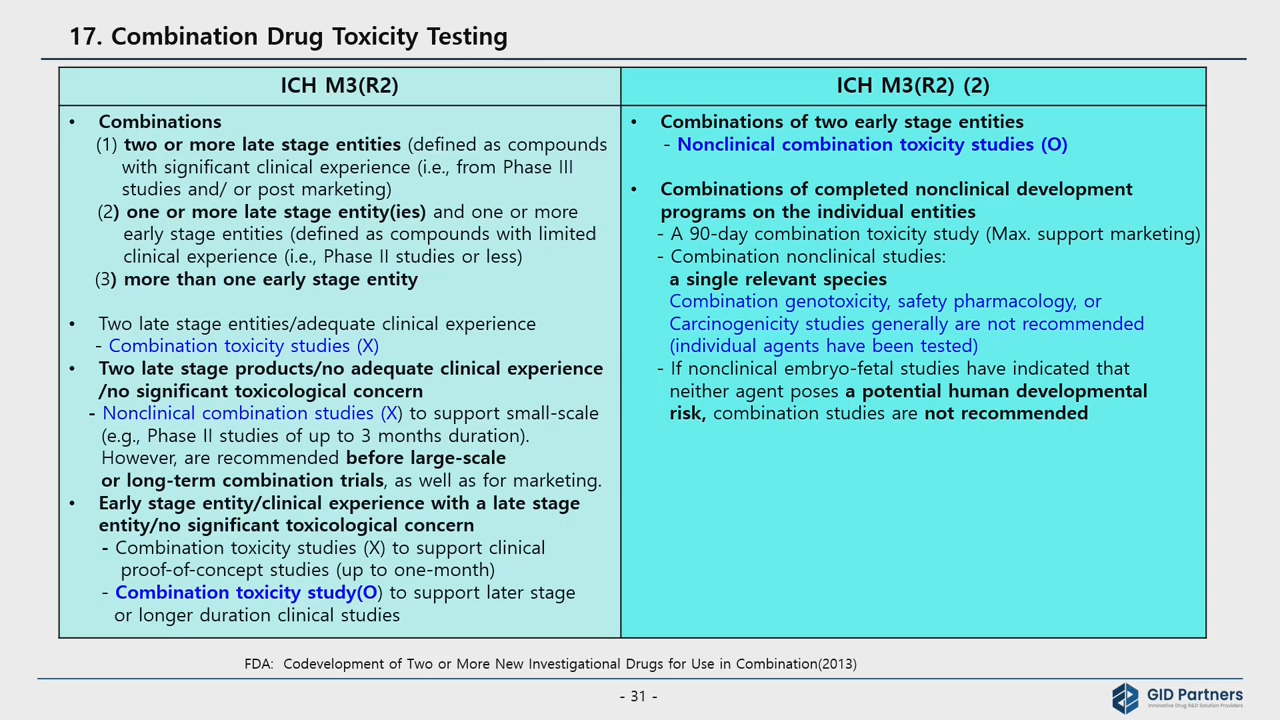 17. Combination Drug Toxicity Testing
ICH M3(R2)
• Combinations
(1) two or more late stage entities (defined as compounds
with significant clinical experience (i.e., from Phase III
studies and/ or post marketing)
(2) one or more late stage entity(ies) and one or more
early stage entities (defined as compounds with limited
clinical experience (i.e., Phase II studies or less)
(3) more than one early stage entity
• Two late stage entities/adequate clinical experience
- Combination toxicity studies (X)
• Two late stage products/no adequate clinical experience
/no significant toxicological concern
- Nonclinical combination studies (X) to support small-scale
(e.g., Phase II studies of up to 3 months duration).
However, are recommended before large-scale
or long-term combination trials, as well as for marketing.
• Early stage entity/clinical experience with a late stage
entity/no significant toxicological concern
- Combination toxicity studies (X) to support clinical
proof-of-concept studies (up to one-month)
- Combination toxicity study(O) to support later stage
or longer duration clinical studies
ICH M3(R2) (2)
• Combinations of two early stage entities
- Nonclinical combination toxicity studies (O)
• Combinations of completed nonclinical development
programs on the individual entities
- A 90-day combination toxicity study (Max. support marketing)
- Combination nonclinical studies:
a single relevant species
Combination genotoxicity, safety pharmacology, or
Carcinogenicity studies generally are not recommended
(individual agents have been tested)
- If nonclinical embryo-fetal studies have indicated that
neither agent poses a potential human developmental
risk, combination studies are not recommended
FDA: Codevelopment of Two or More New Investigational Drugs for Use in Combination(2013)
- 31 -
GID Partners
Innovative Drug R&D Solution Providers